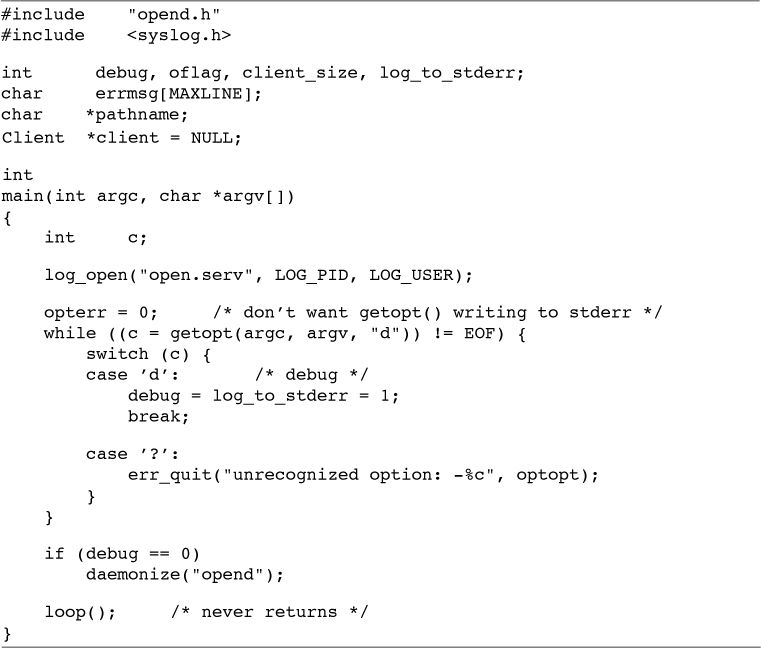 #include    "opend.h"
#include    <syslog.h>
int      debug, oflag, client_size, log_to_stderr;
char     errmsg[MAXLINE];
char    *pathname;
Client  *client = NULL;
int
main(int argc, char *argv[])
{
    int     c;
    log_open("open.serv", LOG_PID, LOG_USER);
    opterr = 0;     /* don’t want getopt() writing to stderr */
    while ((c = getopt(argc, argv, "d")) != EOF) {
        switch (c) {
        case ’d’:       /* debug */
            debug = log_to_stderr = 1;
            break;
        case ’?’:
            err_quit("unrecognized option: -%c", optopt);
        }
    }
    if (debug == 0)
        daemonize("opend");
    loop();     /* never returns */
}